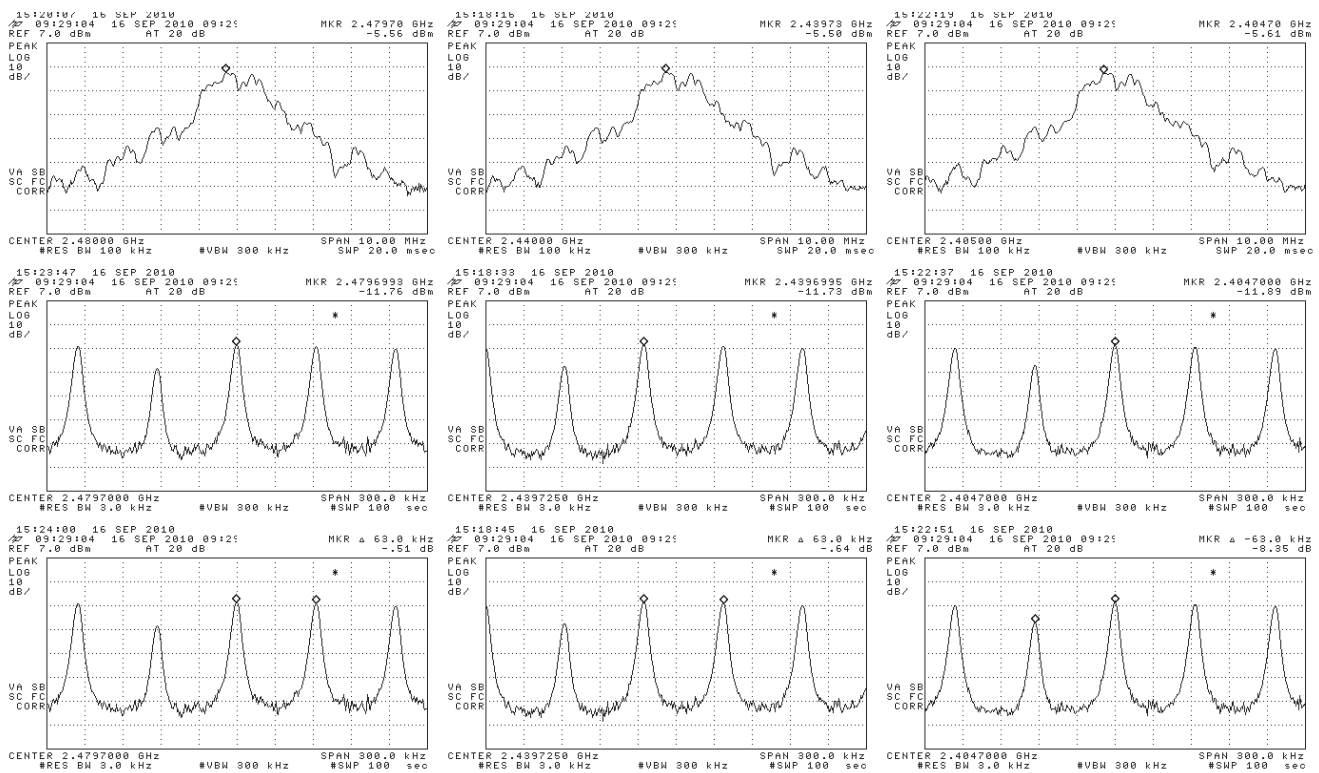 15:20:07 16 SEP 2010
09:29:04 16 SEP 2010 09:29
MKR 2.47970 GHz
REF 7.0 dBm AT 20 dB -5.56 dBm
PEAK
LOG
10
dB/
VA SB
SC FC
CORR
CENTER 2.48000 GHz SPAN 10.00 MHz
#RES BW 100 kHz #VBW 300 kHz SWP 20.0 msec
15:18:16 16 SEP 2010
09:29:04 16 SEP 2010 09:29
MKR 2.43973 GHz
REF 7.0 dBm AT 20 dB -5.50 dBm
PEAK
LOG
10
dB/
VA SB
SC FC
CORR
CENTER 2.44000 GHz SPAN 10.00 MHz
#RES BW 100 kHz #VBW 300 kHz SWP 20.0 msec
15:22:19 16 SEP 2010
09:29:04 16 SEP 2010 09:29
MKR 2.40470 GHz
REF 7.0 dBm AT 20 dB -5.61 dBm
PEAK
LOG
10
dB/
VA SB
SC FC
CORR
CENTER 2.40500 GHz SPAN 10.00 MHz
#RES BW 100 kHz #VBW 300 kHz SWP 20.0 msec
15:23:47 16 SEP 2010
09:29:04 16 SEP 2010 09:29
MKR 2.4796993 GHz
REF 7.0 dBm AT 20 dB -11.76 dBm
PEAK
LOG
10
dB/
*
VA SB
SC FC
CORR
CENTER 2.4797000 GHz SPAN 300.0 kHz
#RES BW 3.0 kHz #VBW 300 kHz #SWP 100 sec
15:18:33 16 SEP 2010
09:29:04 16 SEP 2010 09:29
MKR 2.4396995 GHz
REF 7.0 dBm AT 20 dB -11.73 dBm
PEAK
LOG
10
dB/
*
VA SB
SC FC
CORR
CENTER 2.4397250 GHz SPAN 300.0 kHz
#RES BW 3.0 kHz #VBW 300 kHz #SWP 100 sec
15:22:37 16 SEP 2010
09:29:04 16 SEP 2010 09:29
MKR 2.4047000 GHz
REF 7.0 dBm AT 20 dB -11.89 dBm
PEAK
LOG
10
dB/
*
VA SB
SC FC
CORR
CENTER 2.4047000 GHz SPAN 300.0 kHz
#RES BW 3.0 kHz #VBW 300 kHz #SWP 100 sec
15:24:00 16 SEP 2010
09:29:04 16 SEP 2010 09:29
MKR △ 63.0 kHz
REF 7.0 dBm AT 20 dB -.51 dB
PEAK
LOG
10
dB/
*
VA SB
SC FC
CORR
CENTER 2.4797000 GHz SPAN 300.0 kHz
#RES BW 3.0 kHz #VBW 300 kHz #SWP 100 sec
15:18:45 16 SEP 2010
09:29:04 16 SEP 2010 09:29
MKR △ 63.0 kHz
REF 7.0 dBm AT 20 dB -.64 dB
PEAK
LOG
10
dB/
*
VA SB
SC FC
CORR
CENTER 2.4397250 GHz SPAN 300.0 kHz
#RES BW 3.0 kHz #VBW 300 kHz #SWP 100 sec
15:22:51 16 SEP 2010
09:29:04 16 SEP 2010 09:29
MKR △ -63.0 kHz
REF 7.0 dBm AT 20 dB -8.35 dB
PEAK
LOG
10
dB/
*
VA SB
SC FC
CORR
CENTER 2.4047000 GHz SPAN 300.0 kHz
#RES BW 3.0 kHz #VBW 300 kHz #SWP 100 sec